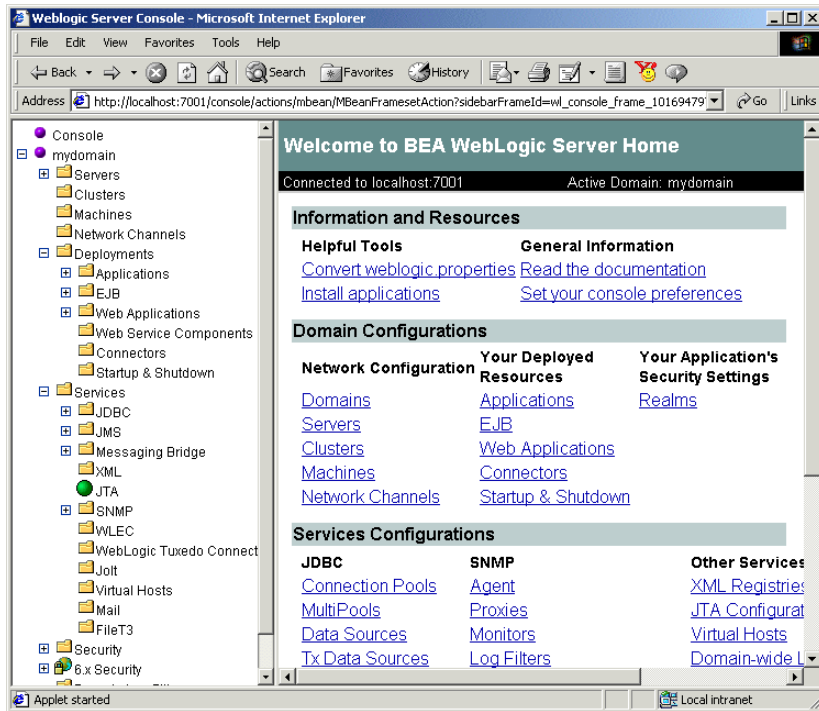 Weblogic Server Console - Microsoft Internet Explorer
File Edit View Favorites Tools Help
Back Search Favorites History
Address http://localhost:7001/console/actions/mbean/MBeanFramesetAction?sidebarFrameId=wl_console_frame_10169479 Go Links
Console
mydomain
Servers
Clusters
Machines
Network Channels
Deployments
Applications
EJB
Web Applications
Web Service Components
Connectors
Startup & Shutdown
Services
JDBC
JMS
Messaging Bridge
XML
JTA
SNMP
WLEC
WebLogic Tuxedo Connect
Jolt
Virtual Hosts
Mail
FileT3
Security
6.x Security
Welcome to BEA WebLogic Server Home
Connected to localhost:7001 Active Domain: mydomain
Information and Resources
Helpful Tools General Information
Convert weblogic.properties Read the documentation
Install applications Set your console preferences
Domain Configurations
Network Configuration Your Deployed Resources Your Application's Security Settings
Domains Applications Realms
Servers EJB
Clusters Web Applications
Machines Connectors
Network Channels Startup & Shutdown
Services Configurations
JDBC SNMP Other Services
Connection Pools Agent XML Registries
MultiPools Proxies JTA Configurat
Data Sources Monitors Virtual Hosts
Tx Data Sources Log Filters Domain-wide L
Applet started Local intranet